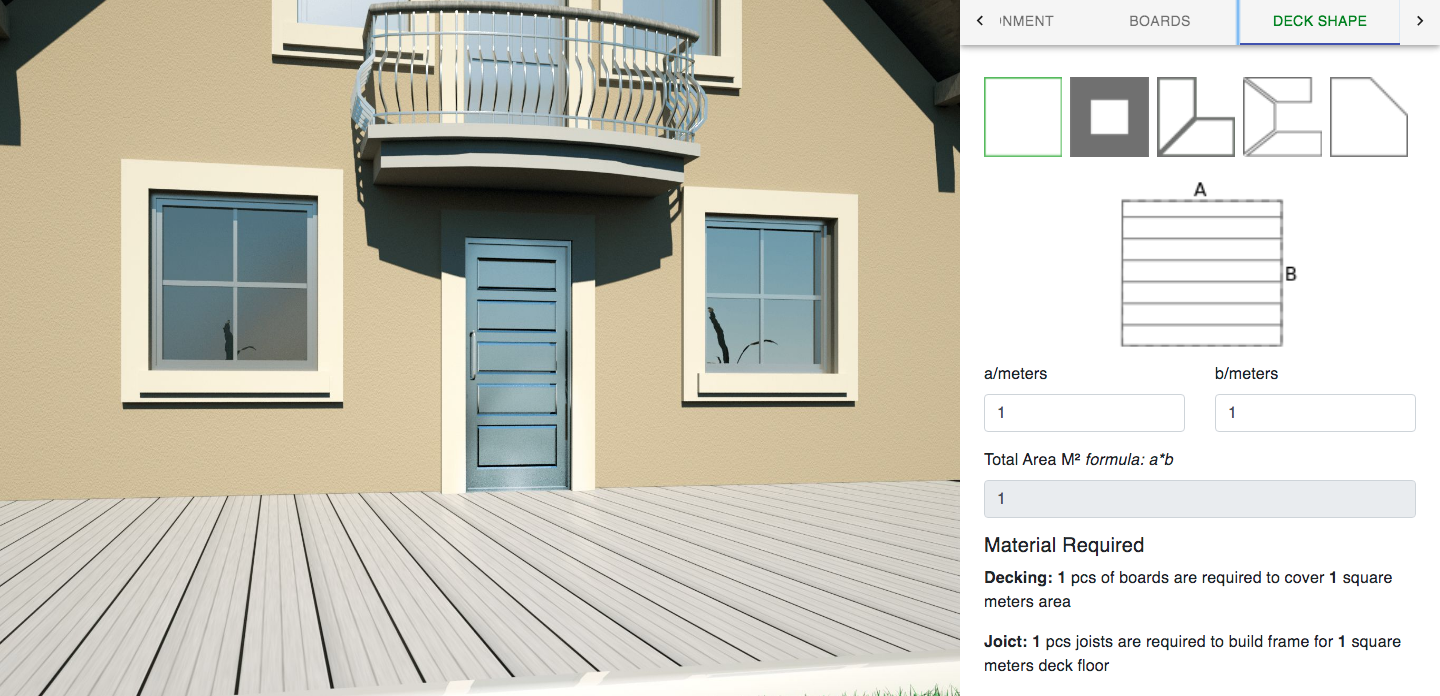 NMENT
BOARDS
DECK SHAPE
A
B
a/meters
b/meters
1
1
Total Area M² formula: a*b
1
Material Required
Decking: 1 pcs of boards are required to cover 1 square
meters area
Joict: 1 pcs joists are required to build frame for 1 square
meters deck floor